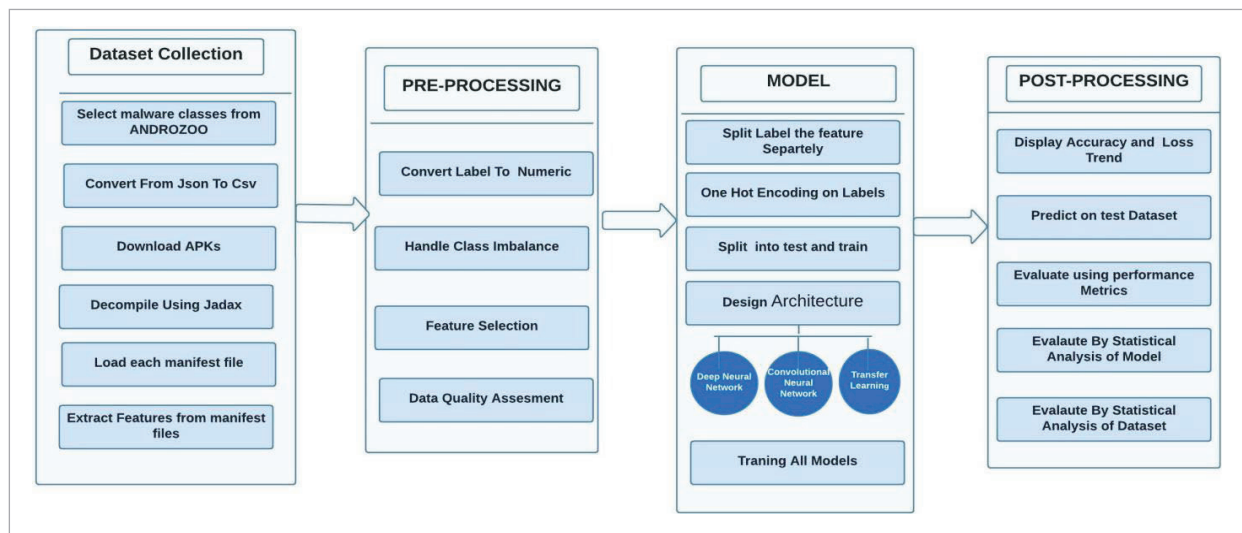 Dataset Collection
Select malware classes from
ANDROZOO
Convert From Json To Csv
Download APKs
Decompile Using Jadax
Load each manifest file
Extract Features from manifest
files
PRE-PROCESSING
Convert Label To Numeric
Handle Class Imbalance
Feature Selection
Data Quality Assesment
MODEL
Split Label the feature
Separtely
One Hot Encoding on Labels
Split into test and train
Design Architecture
Deep Neural
Network
Convolutional
Neural
Network
Transfer
Learning
Traning All Models
POST-PROCESSING
Display Accuracy and Loss
Trend
Predict on test Dataset
Evaluate using performance
Metrics
Evalaute By Statistical
Analysis of Model
Evalaute By Statistical
Analysis of Dataset